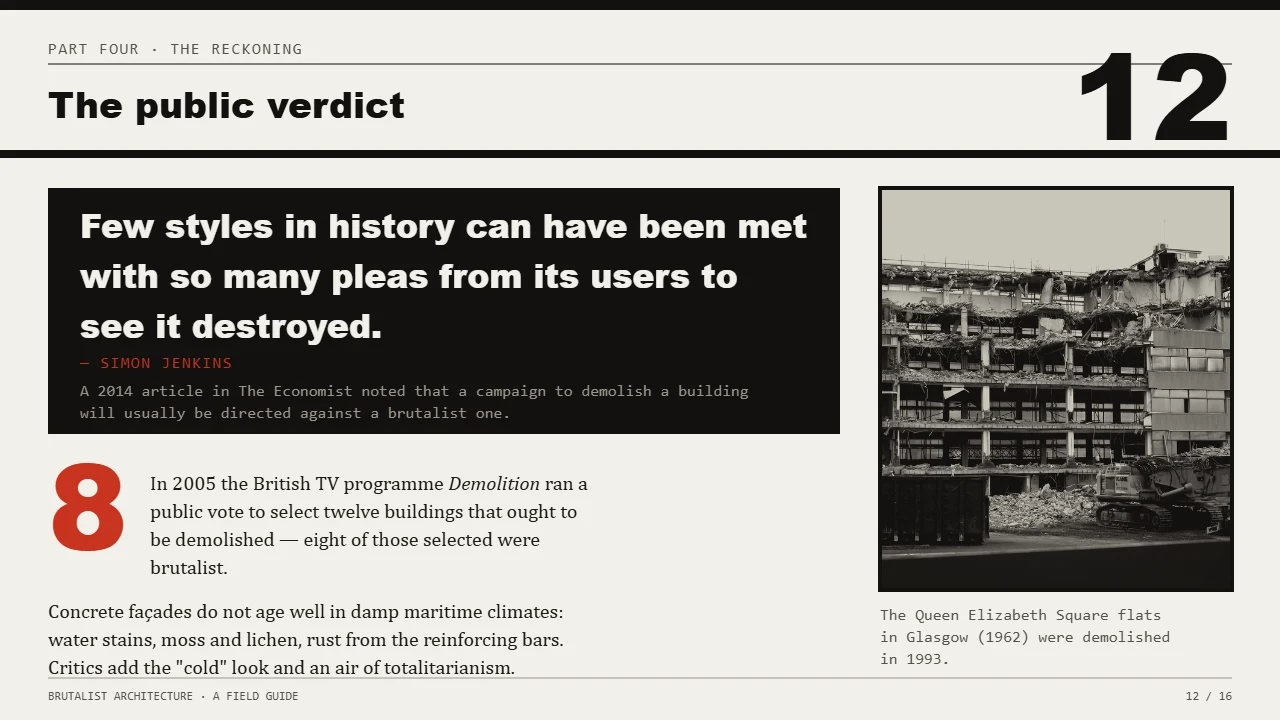 PART FOUR · THE RECKONING
12
The public verdict
Few styles in history can have been met
with so many pleas from its users to
see it destroyed.
— SIMON JENKINS
A 2014 article in The Economist noted that a campaign to demolish a building
will usually be directed against a brutalist one.
8
In 2005 the British TV programme Demolition ran a
public vote to select twelve buildings that ought to
be demolished — eight of those selected were
brutalist.
Concrete façades do not age well in damp maritime climates:
water stains, moss and lichen, rust from the reinforcing bars.
Critics add the "cold" look and an air of totalitarianism.
The Queen Elizabeth Square flats
in Glasgow (1962) were demolished
in 1993.
BRUTALIST ARCHITECTURE · A FIELD GUIDE
12 / 16